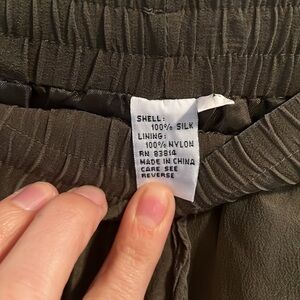 SHELL:
100% SILK
LINING:
100% NYLON
RN 83814
MADE IN CHINA
CARE SEE
REVERSE